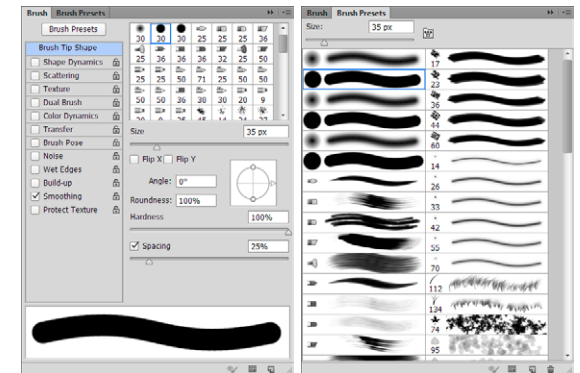 Brush Brush Presets
Brush Presets
30 30 30 25 25 25
Brush Tip Shape
25 36 36 36 32 25 50
Shape Dynamics
Scattering
25 25 50 71 25 50 50
Texture
Dual Brush
50 50 36 30 30 20 9
Color Dynamics
Transfer
Size 35 px
Brush Pose
Noise
Flip X Flip Y
Wet Edges
Build-up
Angle: 0°
Smoothing
Roundness: 100%
Protect Texture
Hardness 100%
Spacing 25%
Brush Brush Presets
Size: 35 px
17
23
36
44
60
14
26
33
42
55
70
112
134
74
95